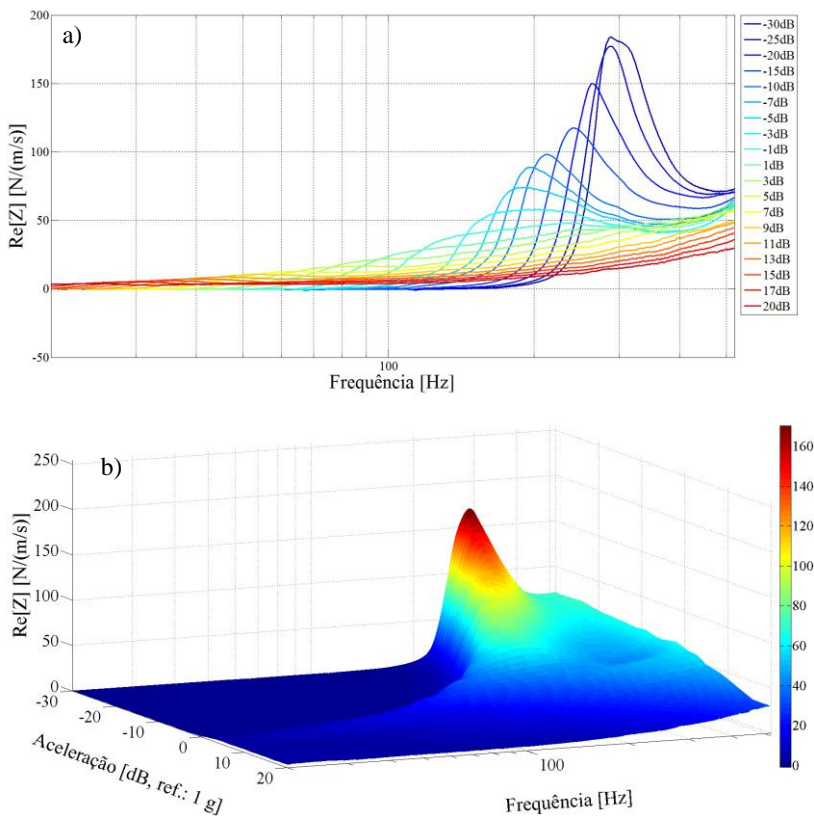 a)
Re[Z] [N/(m/s)]
200
150
100
50
0
-50
100
Frequência [Hz]
200
-30dB
-25dB
-20dB
-15dB
-10dB
-7dB
-5dB
-3dB
-1dB
1dB
3dB
5dB
7dB
9dB
11dB
13dB
15dB
17dB
20dB
b)
Re[Z] [N/(m/s)]
250
200
150
100
50
0
-30
-20
-10
0
10
20
Aceleração [dB, ref.: 1 g]
100
Frequência [Hz]
160
140
120
100
80
60
40
20
0